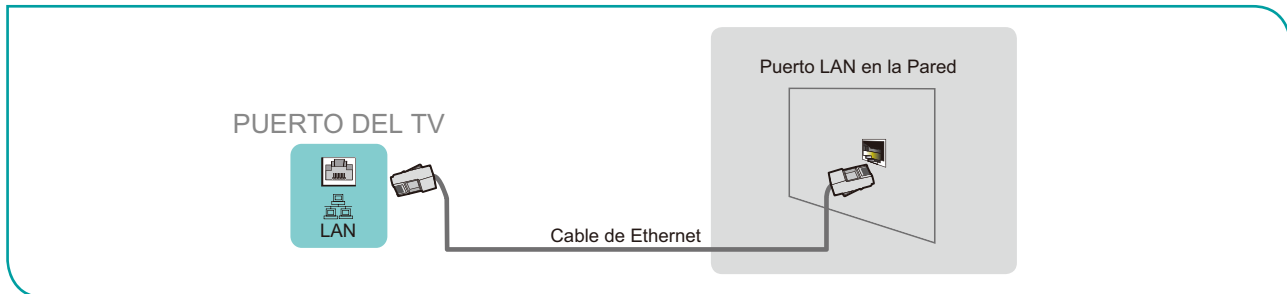 Puerto LAN en la Pared
PUERTO DEL TV
LAN
Cable de Ethernet